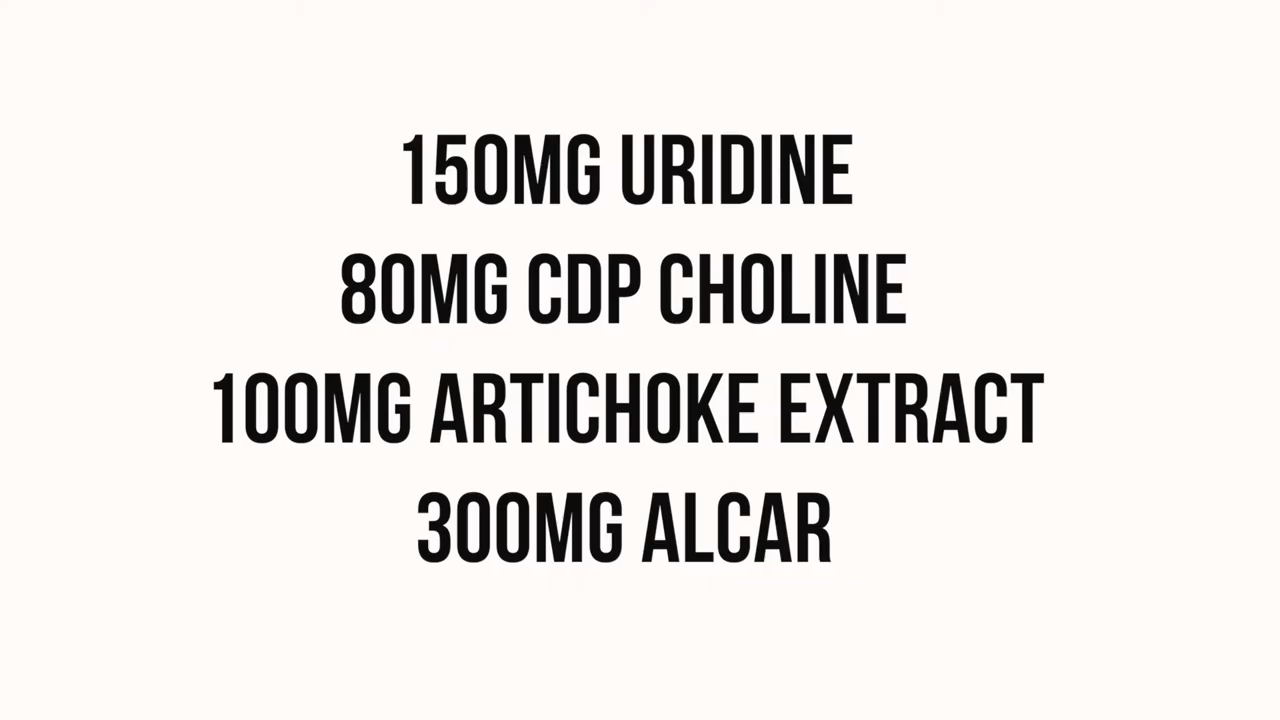 150MG URIDINE
80MG CDP CHOLINE
100MG ARTICHOKE EXTRACT
300MG ALCAR